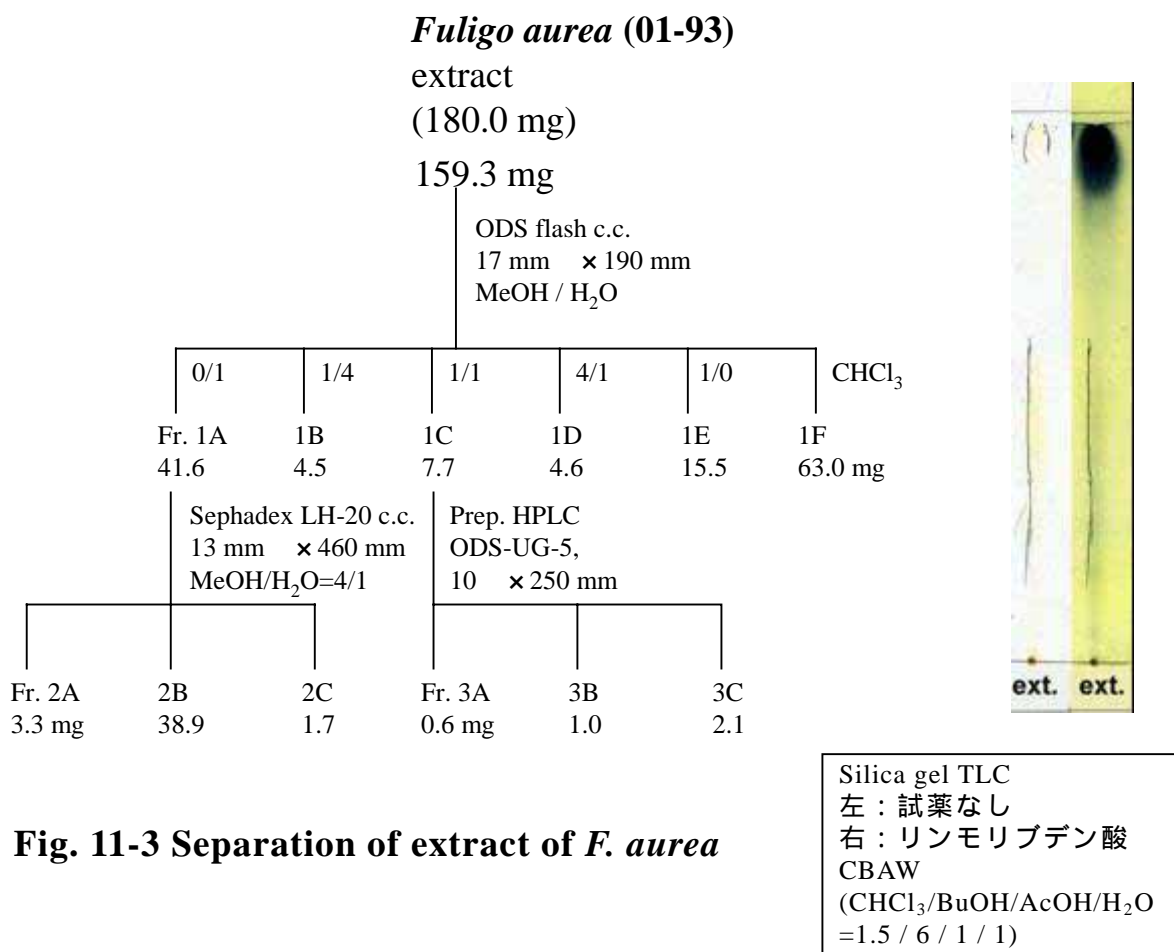 Fuligo aurea (01-93)
extract
(180.0 mg)
159.3 mg
ODS flash c.c.
17 mm × 190 mm
MeOH / H₂O
0/1 1/4 1/1 4/1 1/0 CHCl₃
Fr. 1A 1B 1C 1D 1E 1F
41.6 4.5 7.7 4.6 15.5 63.0 mg
Sephadex LH-20 c.c.
13 mm × 460 mm
MeOH/H₂O=4/1
Prep. HPLC
ODS-UG-5,
10 × 250 mm
Fr. 2A 2B 2C Fr. 3A 3B 3C
3.3 mg 38.9 1.7 0.6 mg 1.0 2.1
ext. ext.
Silica gel TLC
左：試薬なし
右：リンモリブデン酸
CBAW
(CHCl₃/BuOH/AcOH/H₂O
=1.5 / 6 / 1 / 1)
Fig. 11-3 Separation of extract of F. aurea